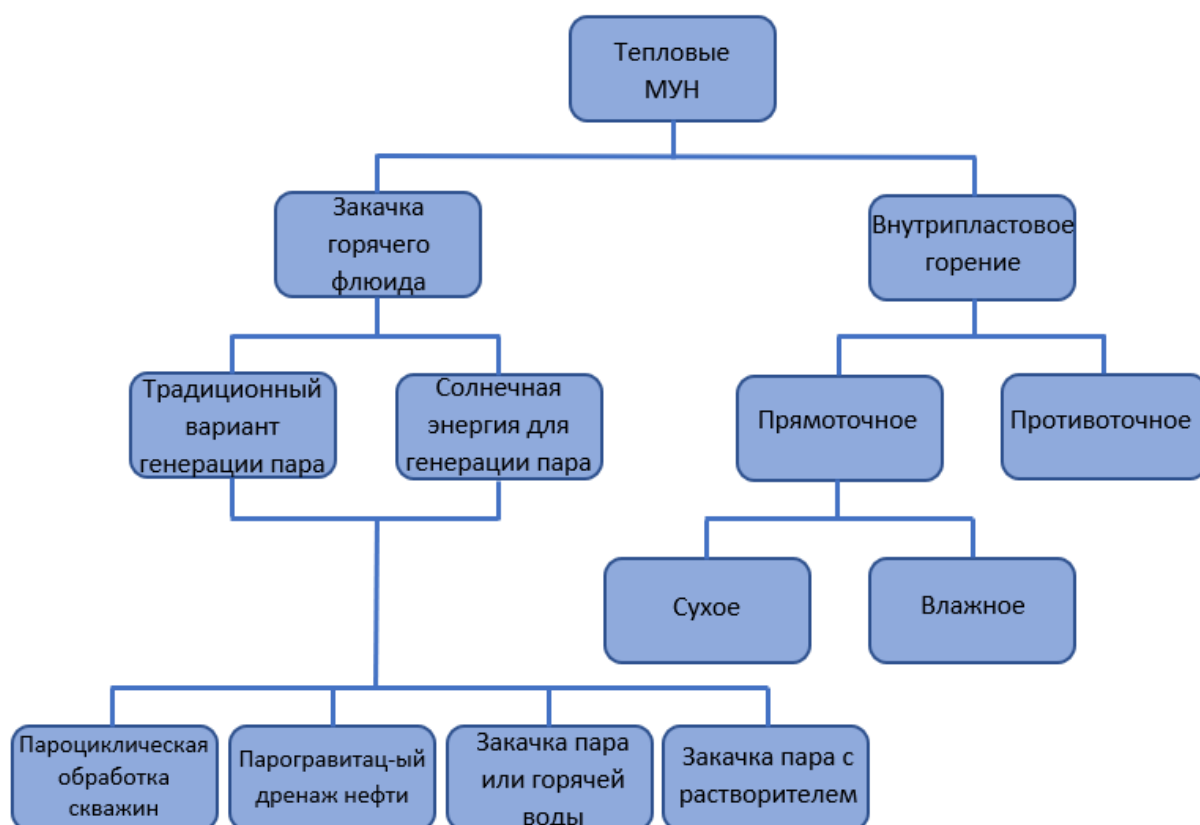 Тепловые
МУН
Закачка
горячего
флюида
Внутрипластовое
горение
Традиционный
вариант
генерации пара
Солнечная
энергия для
генерации пара
Прямоточное
Противоточное
Сухое
Влажное
Пароциклическая
обработка
скважин
Парогравитац-ый
дренаж нефти
Закачка пара
или горячей
воды
Закачка пара с
растворителем